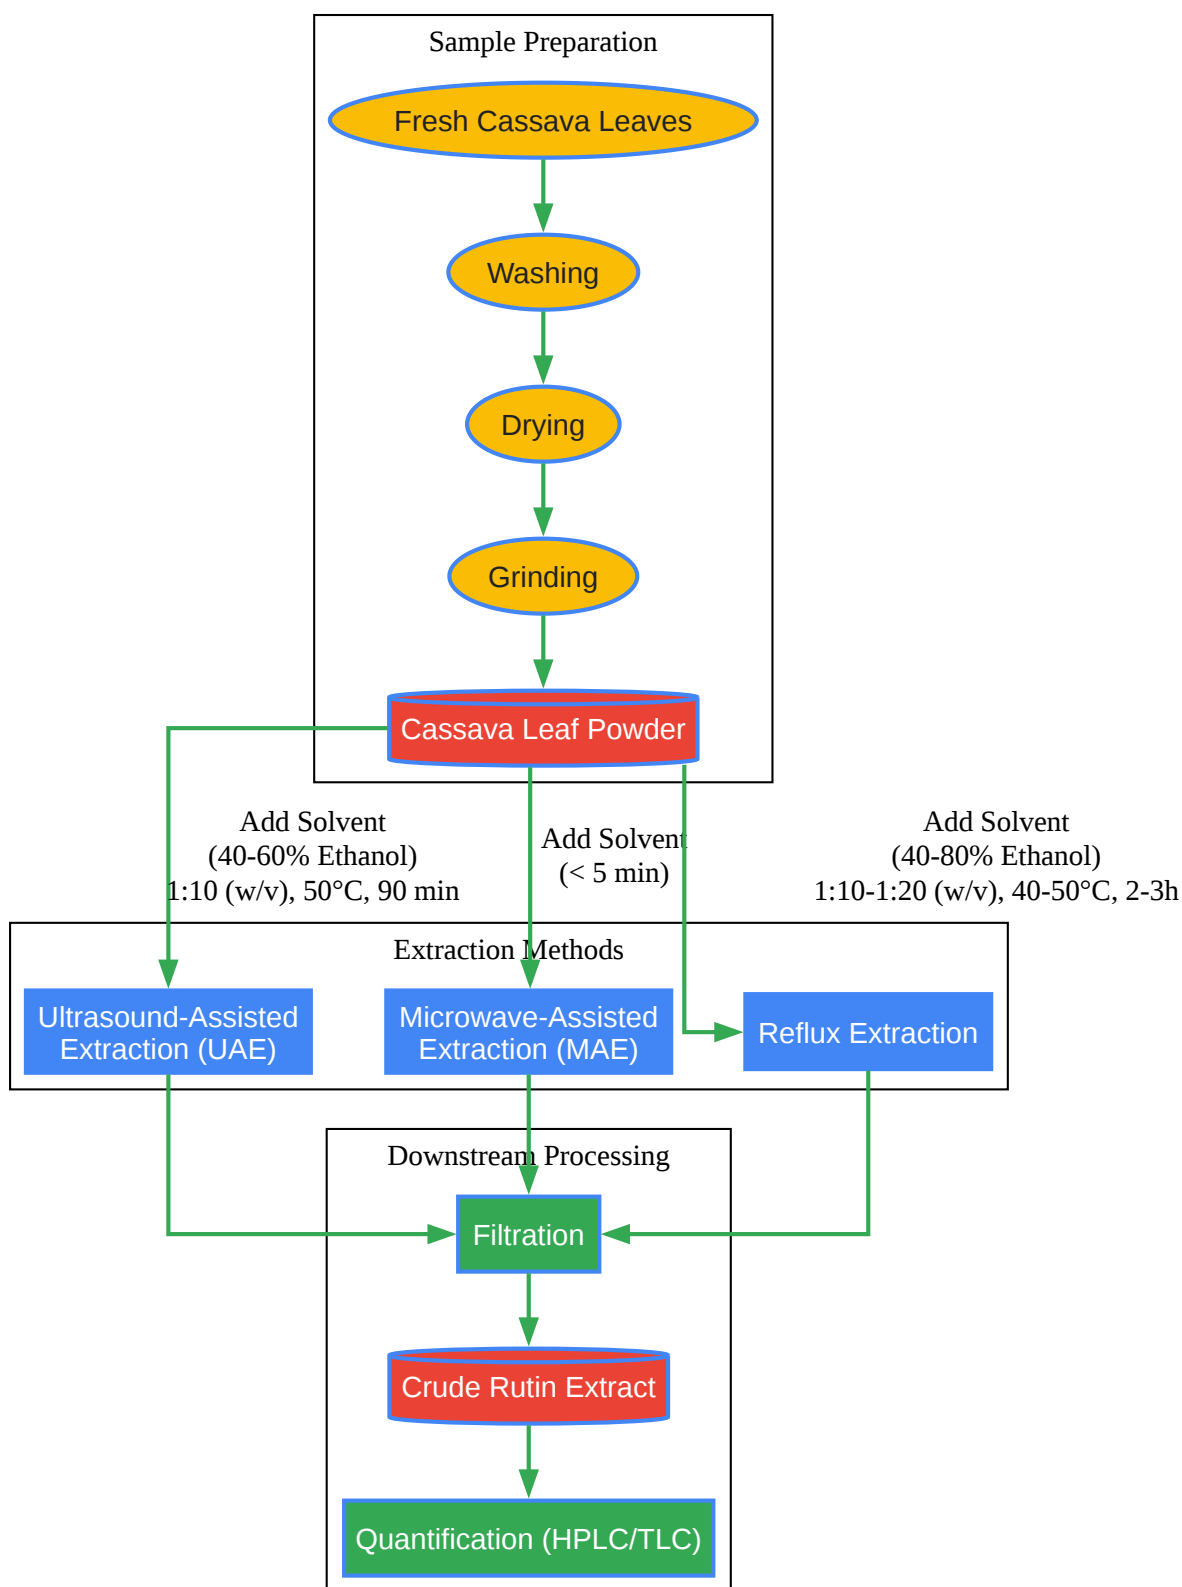 Sample Preparation
Fresh Cassava Leaves
Washing
Drying
Grinding
Cassava Leaf Powder
Add Solvent
(40-60% Ethanol)
1:10 (w/v), 50°C, 90 min
Add Solvent
(< 5 min)
Add Solvent
(40-80% Ethanol)
1:10-1:20 (w/v), 40-50°C, 2-3h
Extraction Methods
Ultrasound-Assisted
Extraction (UAE)
Microwave-Assisted
Extraction (MAE)
Reflux Extraction
Downstream Processing
Filtration
Crude Rutin Extract
Quantification (HPLC/TLC)